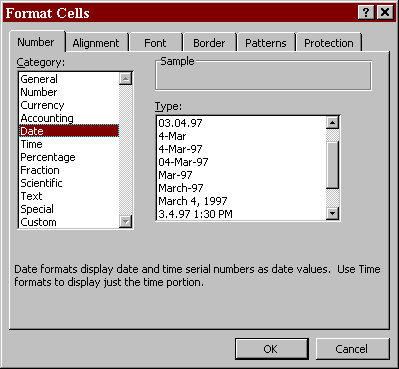 Format Cells
Number Alignment Font Border Patterns Protection
Category:
General
Number
Currency
Accounting
Date
Time
Percentage
Fraction
Scientific
Text
Special
Custom
Sample
Type:
03.04.97
4-Mar
4-Mar-97
04-Mar-97
Mar-97
March-97
March 4, 1997
3.4.97 1:30 PM
Date formats display date and time serial numbers as date values.  Use Time
formats to display just the time portion.
OK Cancel